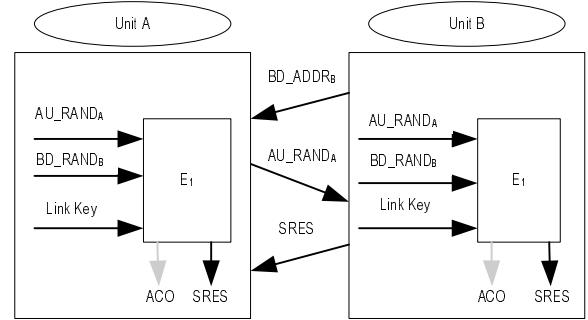 Unit A
Unit B
BD_ADDRB
AU_RANDA
BD_RANDB
Link Key
E1
ACO
SRES
AU_RANDA
SRES
AU_RANDA
BD_RANDB
Link Key
E1
ACO
SRES